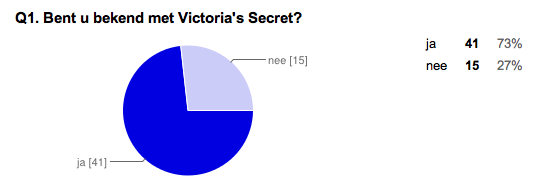 Q1. Bent u bekend met Victoria's Secret?
nee [15]
ja [41]
ja 41 73%
nee 15 27%